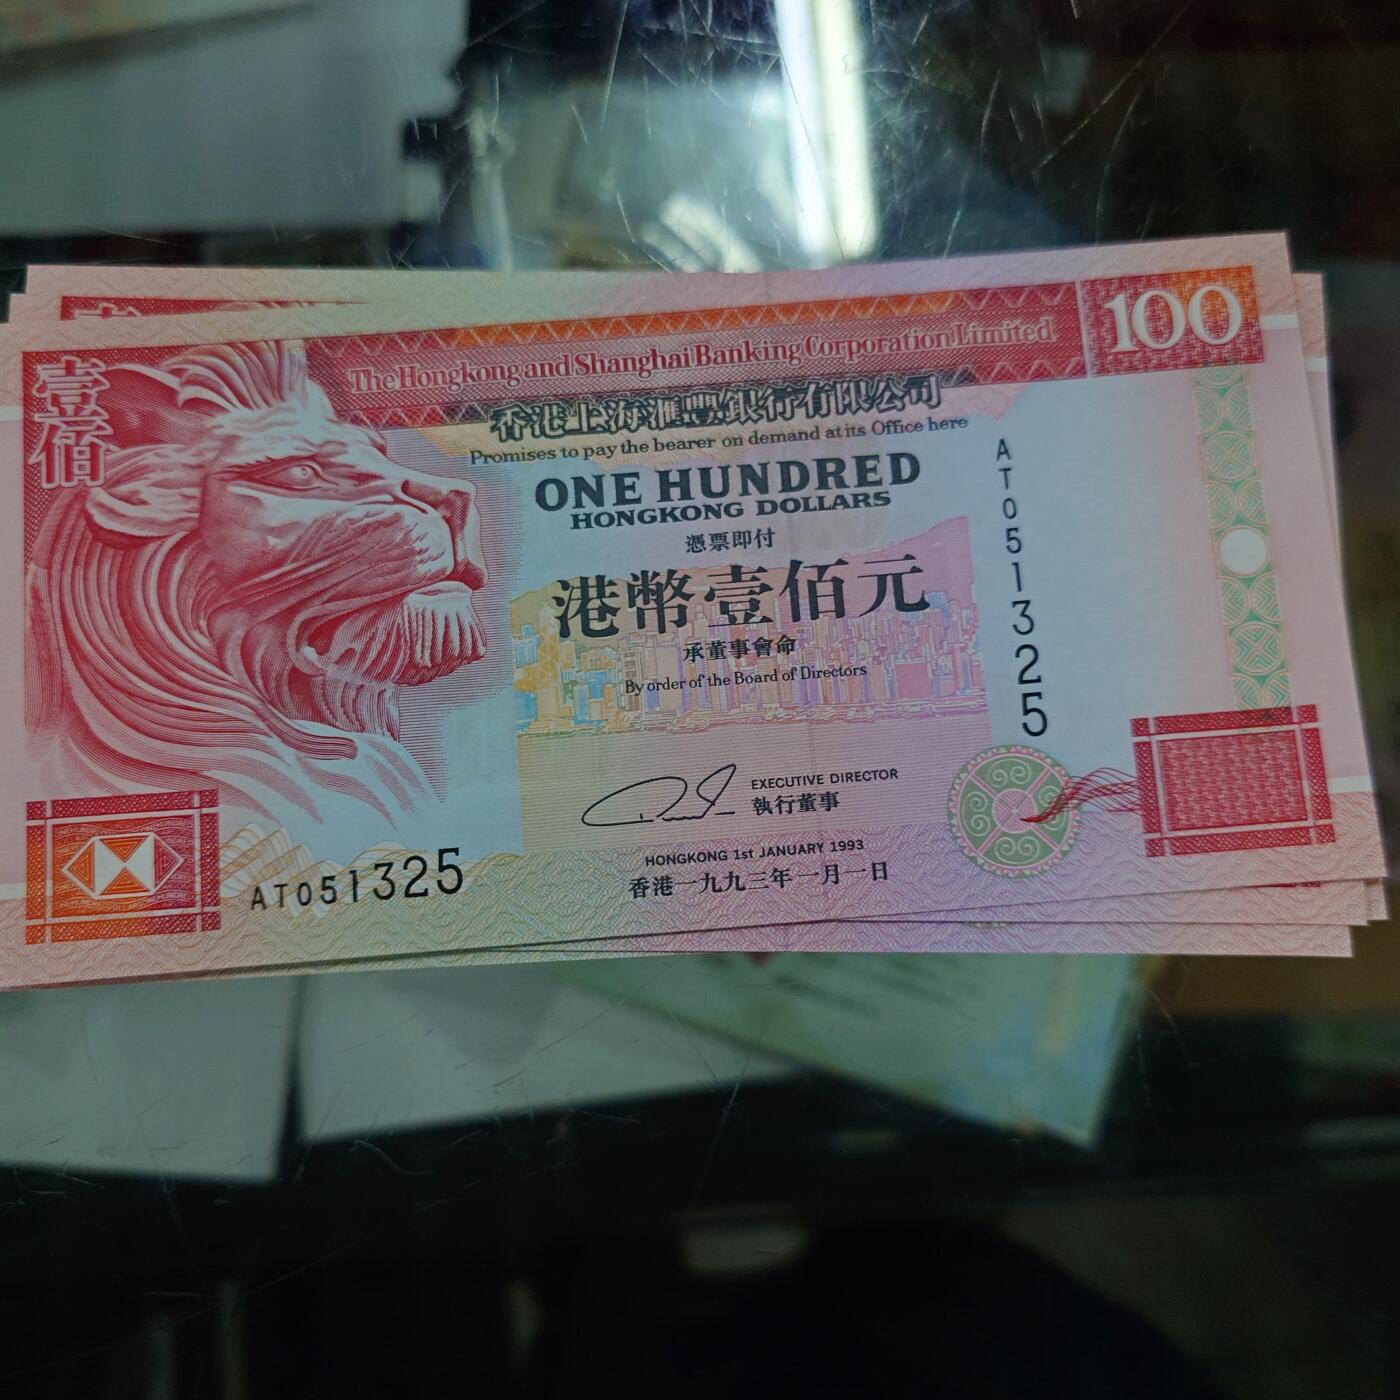 壹佰
The Hongkong and Shanghai Banking Corporation Limited
100
香港上海滙豐銀行有限公司
Promises to pay the bearer on demand at its Office here
ONE HUNDRED
HONGKONG DOLLARS
憑票即付
港幣壹佰元
承董事會命
By order of the Board of Directors
AT051325
EXECUTIVE DIRECTOR
執行董事
HONGKONG 1st JANUARY 1993
香港一九九三年一月一日
AT051325